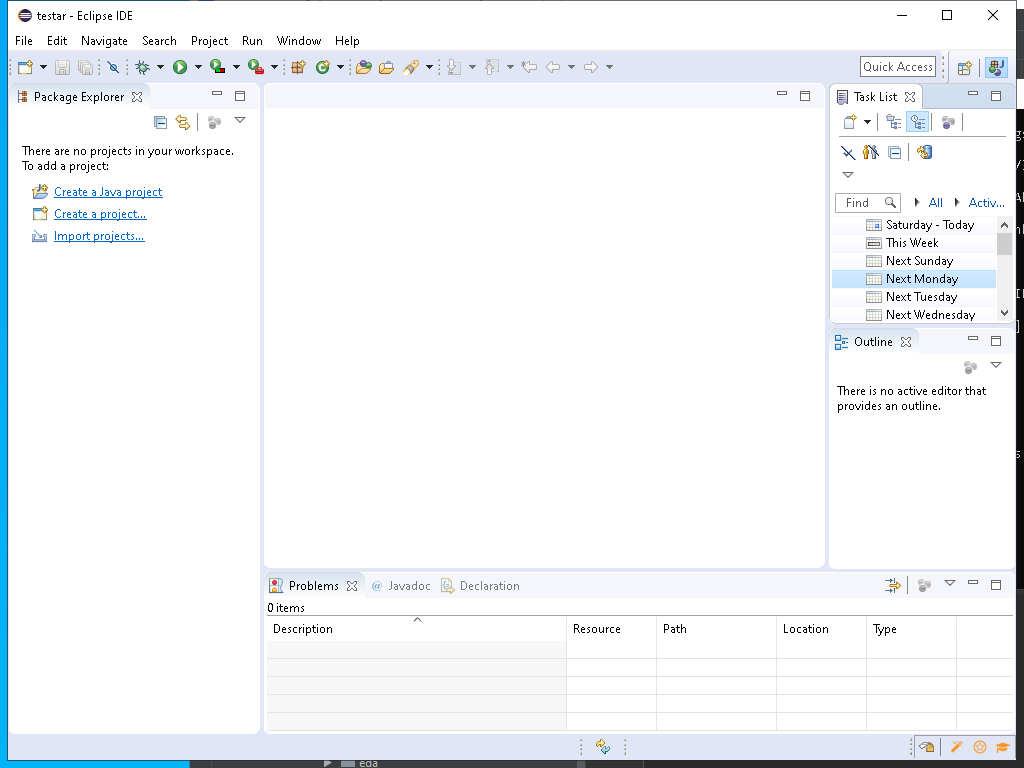 testar - Eclipse IDE
File Edit Navigate Search Project Run Window Help
Quick Access
Package Explorer
There are no projects in your workspace.
To add a project:
Create a Java project
Create a project...
Import projects...
Task List
Find All Activ...
Saturday - Today
This Week
Next Sunday
Next Monday
Next Tuesday
Next Wednesday
Outline
There is no active editor that
provides an outline.
Problems @ Javadoc Declaration
0 items
Description Resource Path Location Type
eda